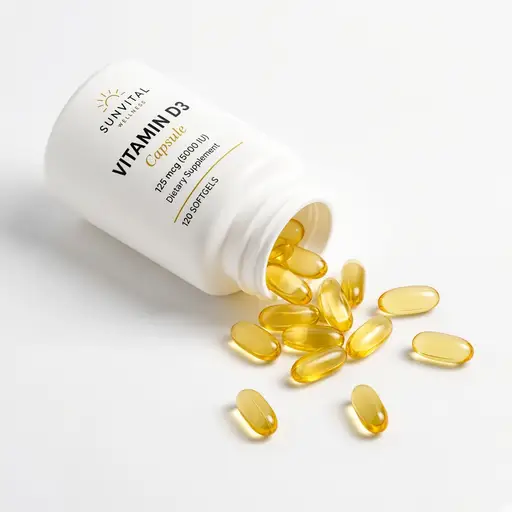 SUNVITAL
WELLNESS
VITAMIN D3
Capsule
125 mcg (5000 IU)
Dietary Supplement
120 SOFTGELS